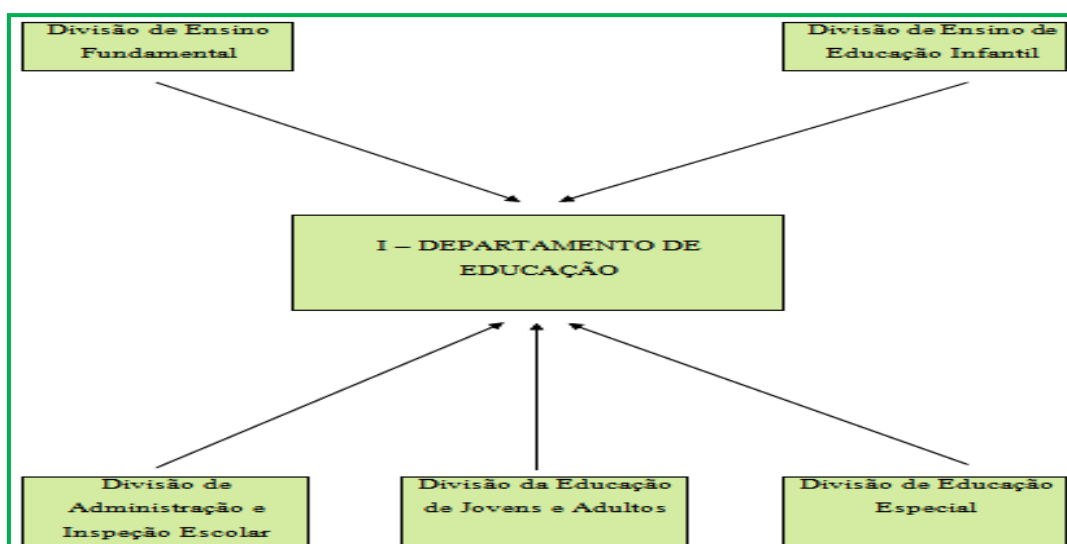 Divisão de Ensino
Fundamental
Divisão de Ensino de
Educação Infantil
I – DEPARTAMENTO DE
EDUCAÇÃO
Divisão de
Administração e
Inspeção Escolar
Divisão da Educação
de Jovens e Adultos
Divisão de Educação
Especial